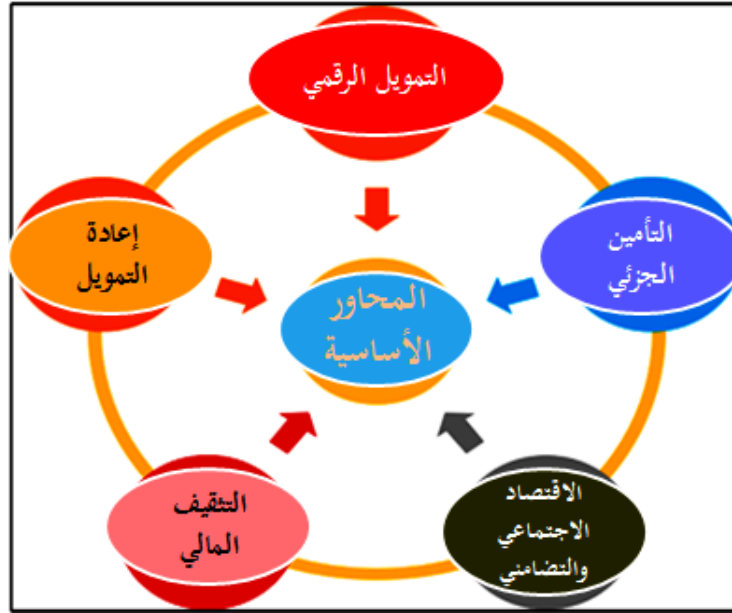 التمويل الرقمي
التأمين
الجزئي
إعادة
التمويل
المحاور
الأساسية
الاقتصاد
الاجتماعي
والتضامني
التثقيف
المالي